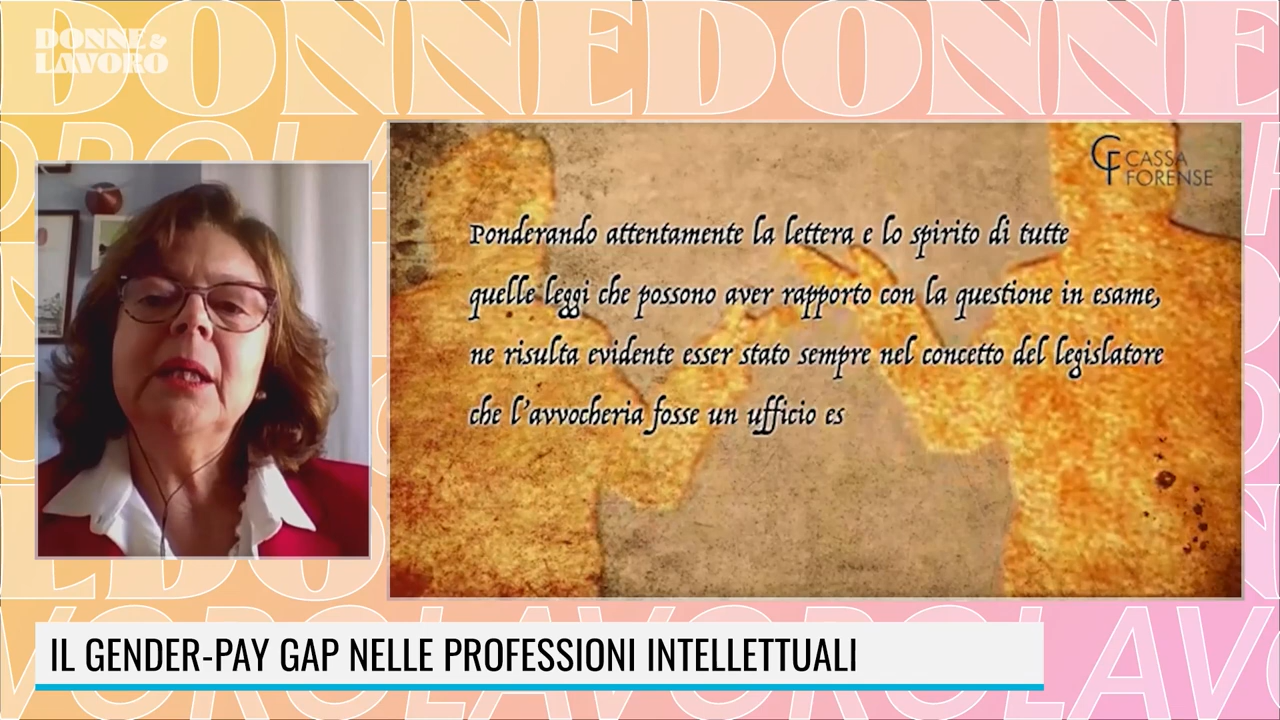 DONNE &
LAVORO
CASSA
FORENSE
Ponderando attentamente la lettera e lo spirito di tutte
quelle leggi che possono aver rapporto con la questione in esame,
ne risulta evidente esser stato sempre nel concetto del legislatore
che l'avvocheria fosse un ufficio es
IL GENDER-PAY GAP NELLE PROFESSIONI INTELLETTUALI